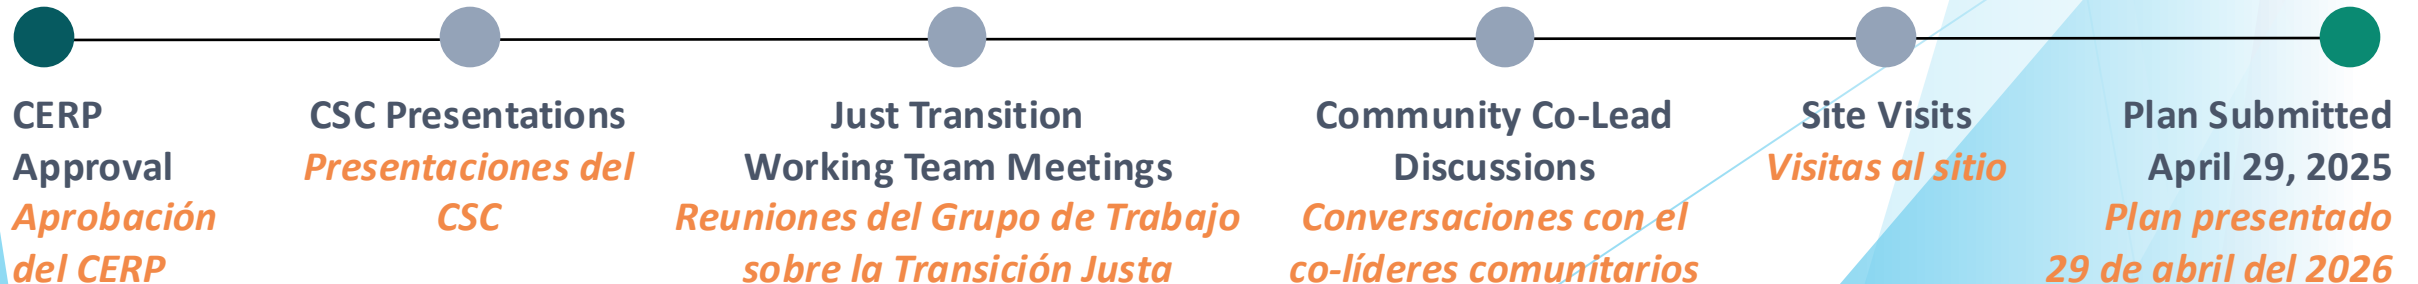 CERP
Approval
Aprobación
del CERP
CSC Presentations
Presentaciones del
CSC
Just Transition
Working Team Meetings
Reuniones del Grupo de Trabajo
sobre la Transición Justa
Community Co-Lead
Discussions
Conversaciones con el
co-líderes comunitarios
Site Visits
Visitas al sitio
Plan Submitted
April 29, 2025
Plan presentado
29 de abril del 2026